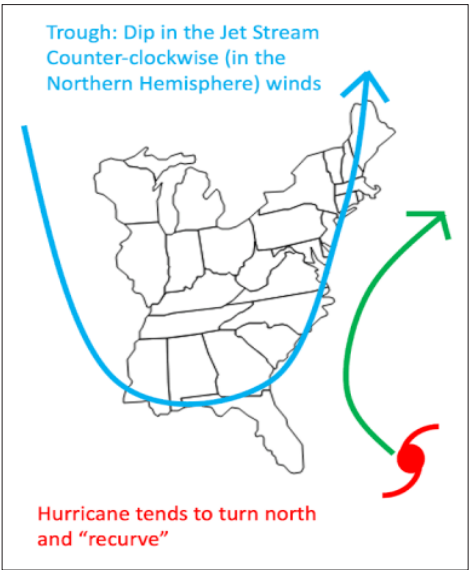 Trough: Dip in the Jet Stream
Counter-clockwise (in the
Northern Hemisphere) winds
Hurricane tends to turn north
and “recurve”